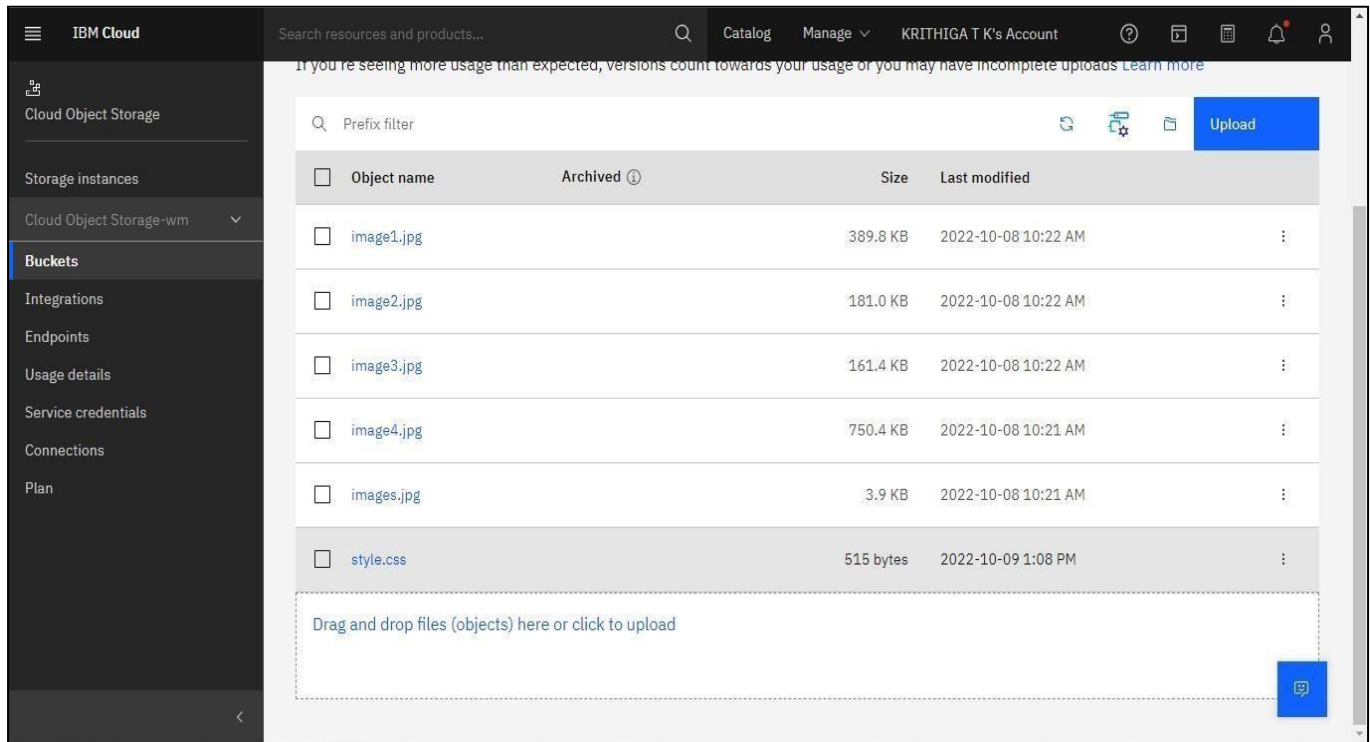 IBM Cloud
Search resources and products...
Catalog
Manage
KRITHIGA T K's Account
Cloud Object Storage
Storage instances
Cloud Object Storage-wm
Buckets
Integrations
Endpoints
Usage details
Service credentials
Connections
Plan
If you're seeing more usage than expected, versions count towards your usage or you may have incomplete uploads Learn more
Prefix filter
Upload
Object name Archived Size Last modified
image1.jpg 389.8 KB 2022-10-08 10:22 AM
image2.jpg 181.0 KB 2022-10-08 10:22 AM
image3.jpg 161.4 KB 2022-10-08 10:22 AM
image4.jpg 750.4 KB 2022-10-08 10:21 AM
images.jpg 3.9 KB 2022-10-08 10:21 AM
style.css 515 bytes 2022-10-09 1:08 PM
Drag and drop files (objects) here or click to upload